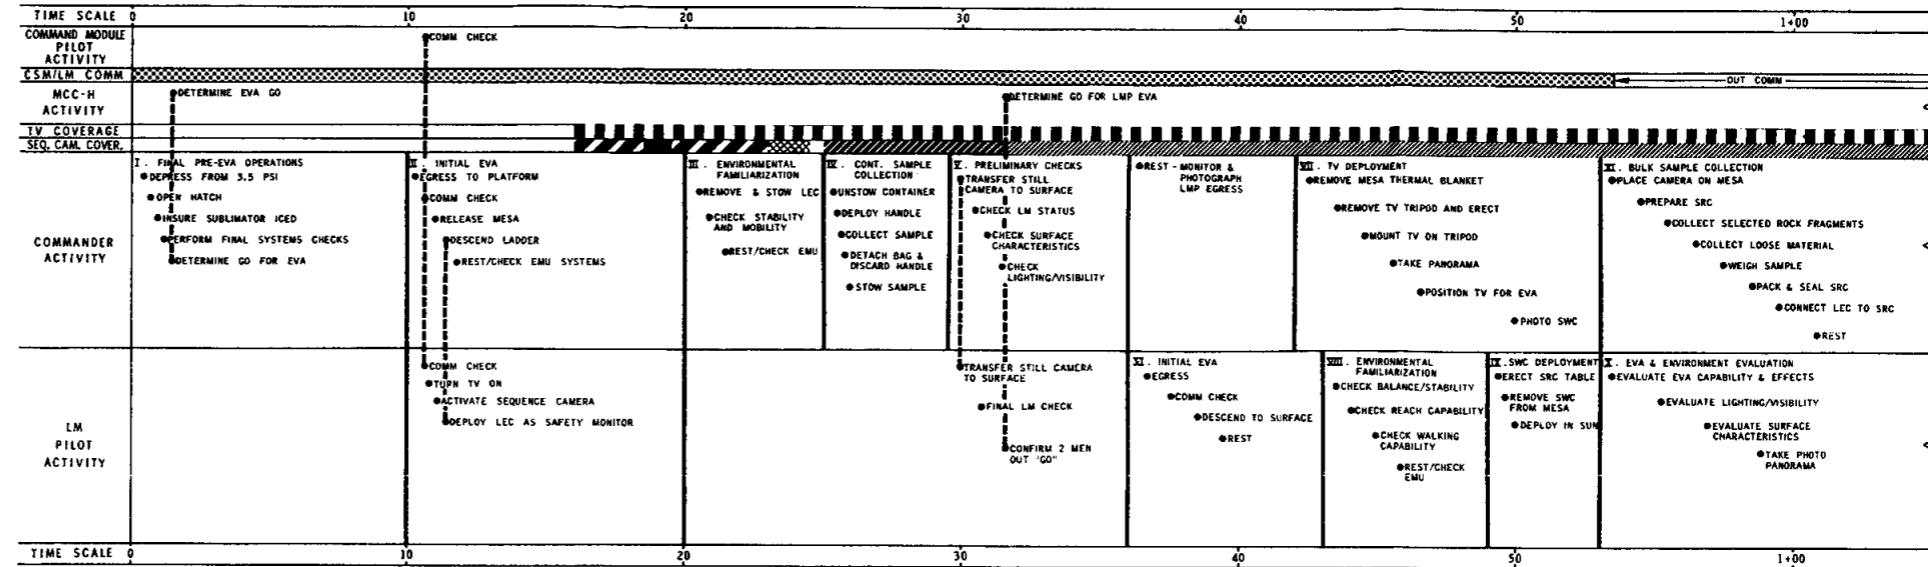 TIME SCALE 0 10 20 30 40 50 1+00
COMMAND MODULE
PILOT
ACTIVITY
COMM CHECK
CSM/LM COMM
OUT COMM
MCC-H
ACTIVITY
DETERMINE EVA GO
DETERMINE GO FOR LMP EVA
TV COVERAGE
SEQ. CAM. COVER.
COMMANDER
ACTIVITY
I. FINAL PRE-EVA OPERATIONS
DEPRESS FROM 3.5 PSI
OPEN HATCH
INSURE SUBLIMATOR ICED
PERFORM FINAL SYSTEMS CHECKS
DETERMINE GO FOR EVA
II. INITIAL EVA
EGRESS TO PLATFORM
COMM CHECK
RELEASE MESA
DESCEND LADDER
REST/CHECK EMU SYSTEMS
III. ENVIRONMENTAL
FAMILIARIZATION
REMOVE & STOW LEC
CHECK STABILITY
AND MOBILITY
REST/CHECK EMU
IV. CONT. SAMPLE
COLLECTION
UNSTOW CONTAINER
DEPLOY HANDLE
COLLECT SAMPLE
DETACH BAG &
DISCARD HANDLE
STOW SAMPLE
V. PRELIMINARY CHECKS
TRANSFER STILL
CAMERA TO SURFACE
CHECK LM STATUS
CHECK SURFACE
CHARACTERISTICS
CHECK
LIGHTING/VISIBILITY
REST - MONITOR &
PHOTOGRAPH
LMP EGRESS
VII. TV DEPLOYMENT
REMOVE MESA THERMAL BLANKET
REMOVE TV TRIPOD AND ERECT
MOUNT TV ON TRIPOD
TAKE PANORAMA
POSITION TV FOR EVA
PHOTO SWC
XI. BULK SAMPLE COLLECTION
PLACE CAMERA ON MESA
PREPARE SRC
COLLECT SELECTED ROCK FRAGMENTS
COLLECT LOOSE MATERIAL
WEIGH SAMPLE
PACK & SEAL SRC
CONNECT LEC TO SRC
REST
LM
PILOT
ACTIVITY
COMM CHECK
TURN TV ON
ACTIVATE SEQUENCE CAMERA
DEPLOY LEC AS SAFETY MONITOR
TRANSFER STILL CAMERA
TO SURFACE
FINAL LM CHECK
CONFIRM 2 MEN
OUT "GO"
VI. INITIAL EVA
EGRESS
COMM CHECK
DESCEND TO SURFACE
REST
VIII. ENVIRONMENTAL
FAMILIARIZATION
CHECK BALANCE/STABILITY
CHECK REACH CAPABILITY
CHECK WALKING
CAPABILITY
REST/CHECK
EMU
IX. SWC DEPLOYMENT
ERECT SRC TABLE
REMOVE SWC
FROM MESA
DEPLOY IN SUN
X. EVA & ENVIRONMENT EVALUATION
EVALUATE EVA CAPABILITY & EFFECTS
EVALUATE LIGHTING/VISIBILITY
EVALUATE SURFACE
CHARACTERISTICS
TAKE PHOTO
PANORAMA
TIME SCALE 0 10 20 30 40 50 1+00